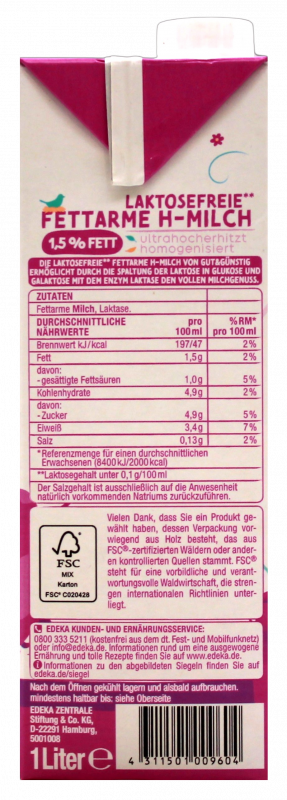 LAKTOSEFREIE**
FETTARME H-MILCH
1,5 % FETT
ultrahocherhitzt
homogenisiert
DIE LAKTOSEFREIE** FETTARME H-MILCH VON GUT&GÜNSTIG
ERMÖGLICHT DURCH DIE SPALTUNG DER LAKTOSE IN GLUKOSE UND
GALAKTOSE MIT DEM ENZYM LAKTASE DEN VOLLEN MILCHGENUSS.
ZUTATEN
Fettarme Milch, Laktase.
DURCHSCHNITTLICHE NÄHRWERTE pro 100 ml %RM* pro 100 ml
Brennwert kJ/kcal 197/47 2%
Fett 1,5g 2%
davon:
-gesättigte Fettsäuren 1,0g 5%
Kohlenhydrate 4,9g 2%
davon:
-Zucker 4,9g 5%
Eiweiß 3,4g 7%
Salz 0,13g 2%
*Referenzmenge für einen durchschnittlichen
Erwachsenen (8400 kJ/2000 kcal)
**Laktosegehalt unter 0,1 g/100 ml
Der Salzgehalt ist ausschließlich auf die Anwesenheit
natürlich vorkommenden Natriums zurückzuführen.
FSC
MIX
Karton
FSC® C020428
Vielen Dank, dass Sie ein Produkt ge-
wählt haben, dessen Verpackung vor-
wiegend aus Holz besteht, das aus
FSC®-zertifizierten Wäldern oder ander-
en kontrollierten Quellen stammt. FSC®
steht für eine vorbildliche und verant-
wortungsvolle Waldwirtschaft, die stren-
gen internationalen Richtlinien unter-
liegt.
EDEKA KUNDEN- UND ERNÄHRUNGSSERVICE:
0800 333 5211 (kostenfrei aus dem dt. Fest- und Mobilfunknetz)
oder info@edeka.de. Informationen rund um eine ausgewogene
Ernährung und tolle Rezepte finden Sie auf www.edeka.de.
i Informationen zu den abgebildeten Siegeln finden Sie auf
edeka.de/siegel
Nach dem Öffnen gekühlt lagern und alsbald aufbrauchen.
mindestens haltbar bis: siehe Oberseite
EDEKA ZENTRALE
Stiftung & Co. KG,
D-22291 Hamburg,
5001008
1 Liter ℮
4 311501 009604